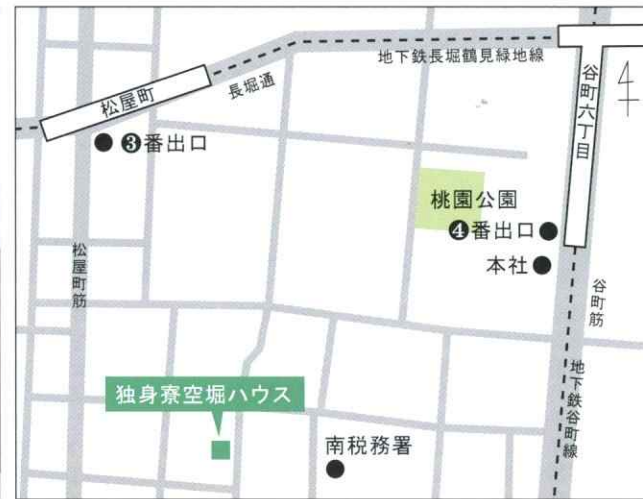 地下鉄長堀鶴見緑地線
谷町六丁目
長堀通
松屋町
❸番出口
桃園公園
❹番出口
本社
松屋町筋
谷町筋
地下鉄谷町線
独身寮空堀ハウス
南税務署